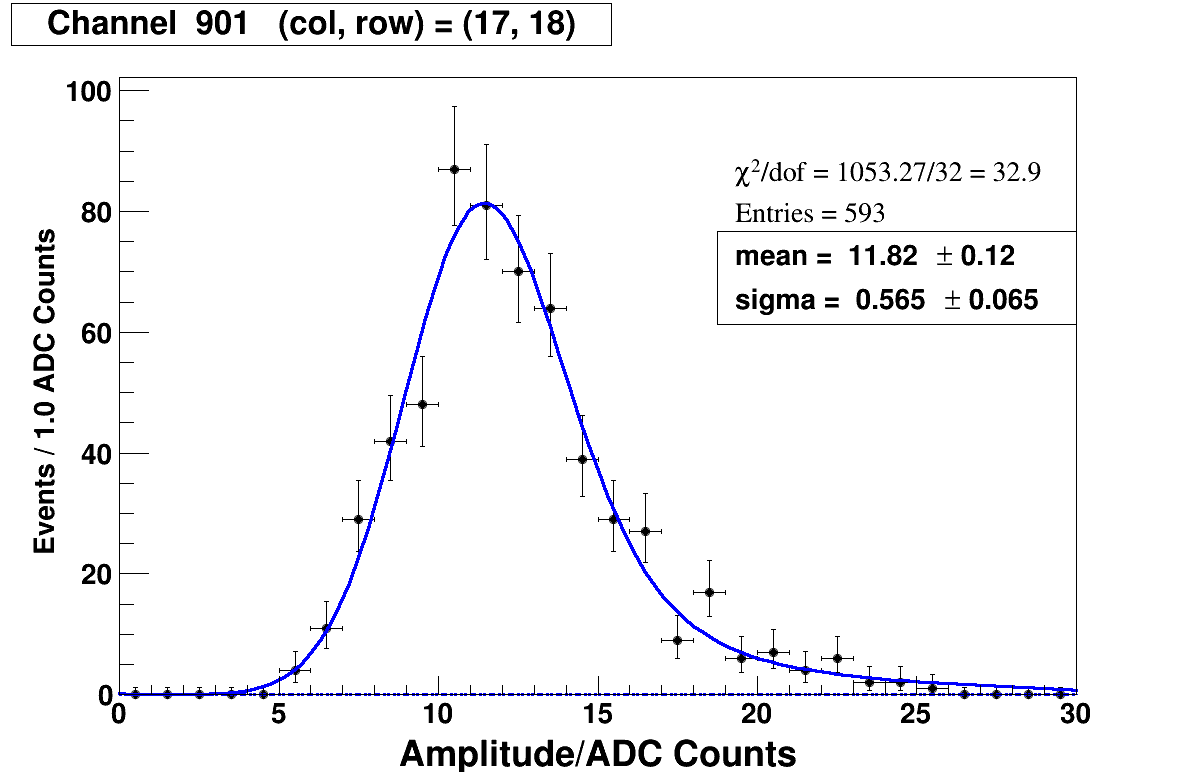 Channel 901 (col, row) = (17, 18)
100
80
60
40
20
0
Events / 1.0 ADC Counts
χ²/dof = 1053.27/32 = 32.9
Entries = 593
mean = 11.82 ± 0.12
sigma = 0.565 ± 0.065
0 5 10 15 20 25 30
Amplitude/ADC Counts